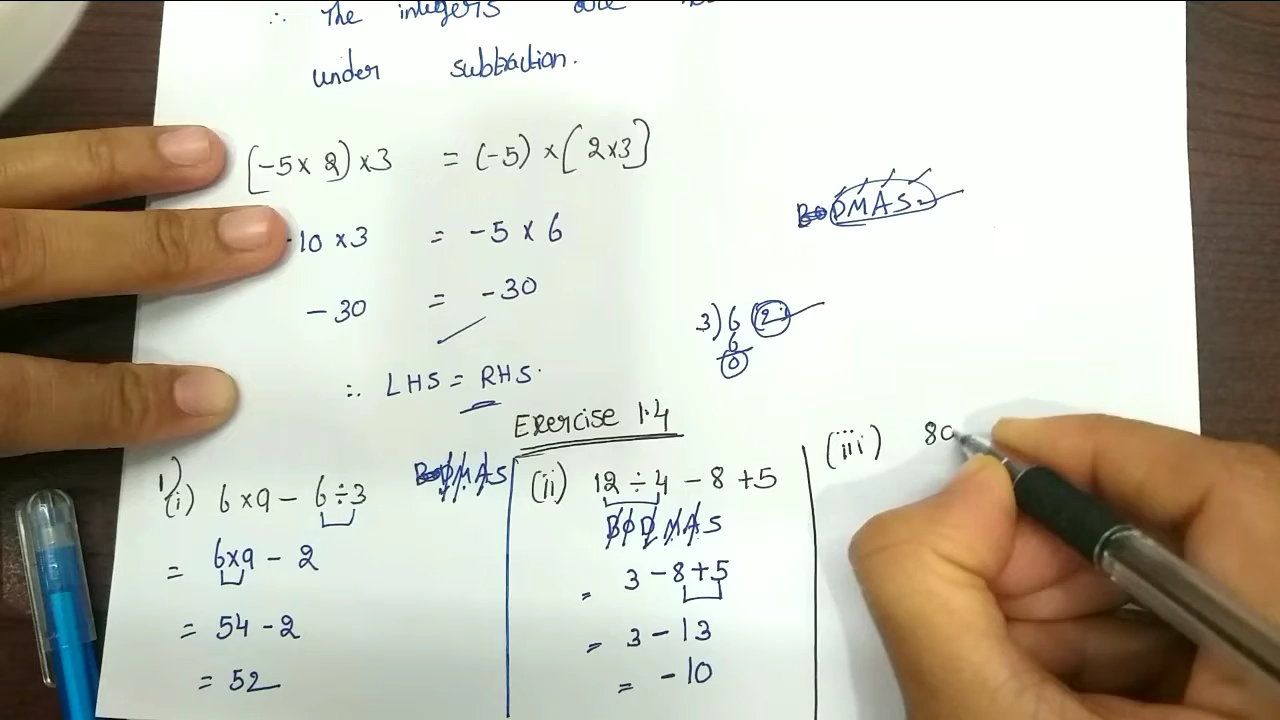 ∴ The integers are
under subtraction.
(-5 × 2) × 3 = (-5) × (2×3)
-10 × 3 = -5 × 6
-30 = -30
∴ LHS = RHS.
BODMAS
3) 6 (2
6
0
Exercise 1.4
1)
(i) 6 × 9 - 6 ÷ 3
BODMAS
= 6×9 - 2
= 54 - 2
= 52
(ii) 12 ÷ 4 - 8 + 5
BODMAS
= 3 - 8 + 5
= 3 - 13
= -10
(iii) 80